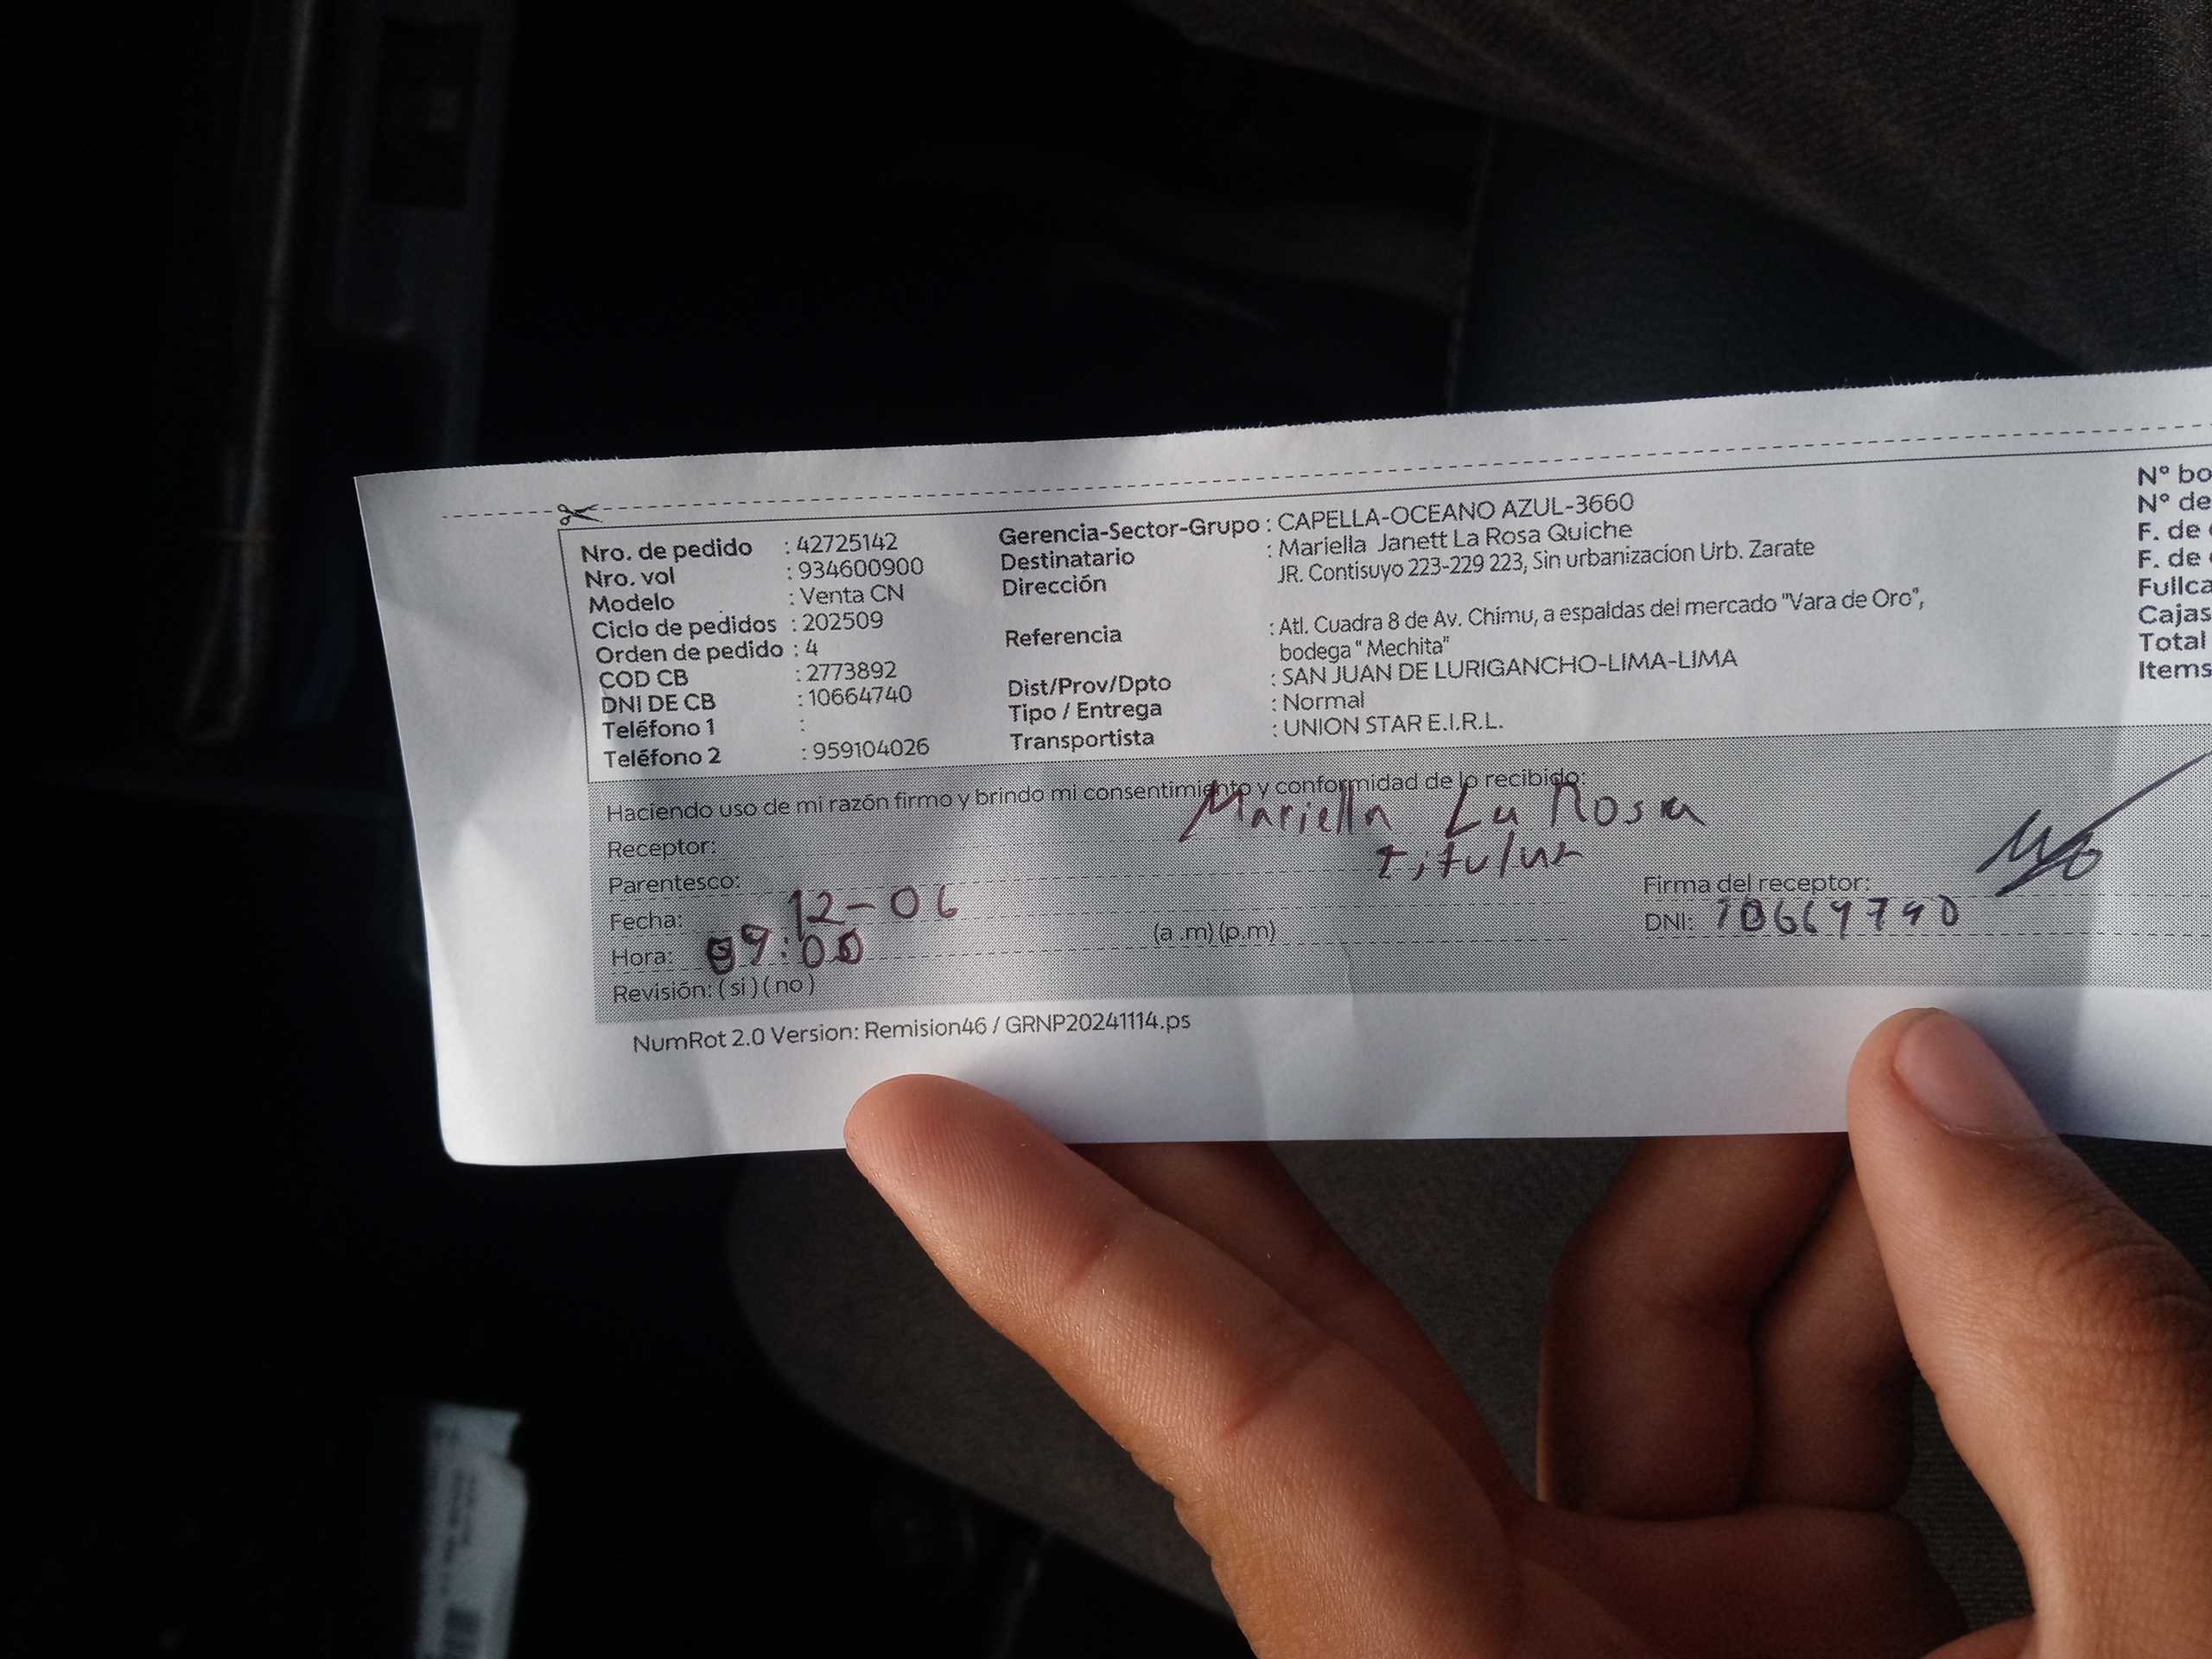 Nro. de pedido : 42725142
Nro. vol : 934600900
Modelo : Venta CN
Ciclo de pedidos : 202509
Orden de pedido : 4
COD CB : 2773892
DNI DE CB : 10664740
Teléfono 1 :
Teléfono 2 : 959104026
Gerencia-Sector-Grupo : CAPELLA-OCEANO AZUL-3660
Destinatario : Mariella Janett La Rosa Quiche
Dirección JR. Contisuyo 223-229 223, Sin urbanizacion Urb. Zarate
Referencia : Atl. Cuadra 8 de Av. Chimu, a espaldas del mercado "Vara de Oro",
bodega " Mechita"
Dist/Prov/Dpto : SAN JUAN DE LURIGANCHO-LIMA-LIMA
Tipo / Entrega : Normal
Transportista : UNION STAR E.I.R.L.
N° bo
N° de
F. de
F. de
Fullca
Cajas
Total
Items
Haciendo uso de mi razón firmo y brindo mi consentimiento y conformidad de lo recibido:
Receptor: Mariella La Rosa
Parentesco: titular
Fecha: 12-06
Hora: 09:00 (a .m) (p.m)
Revisión: ( si ) ( no )
Firma del receptor:
DNI: 10664740
NumRot 2.0 Version: Remision46 / GRNP20241114.ps